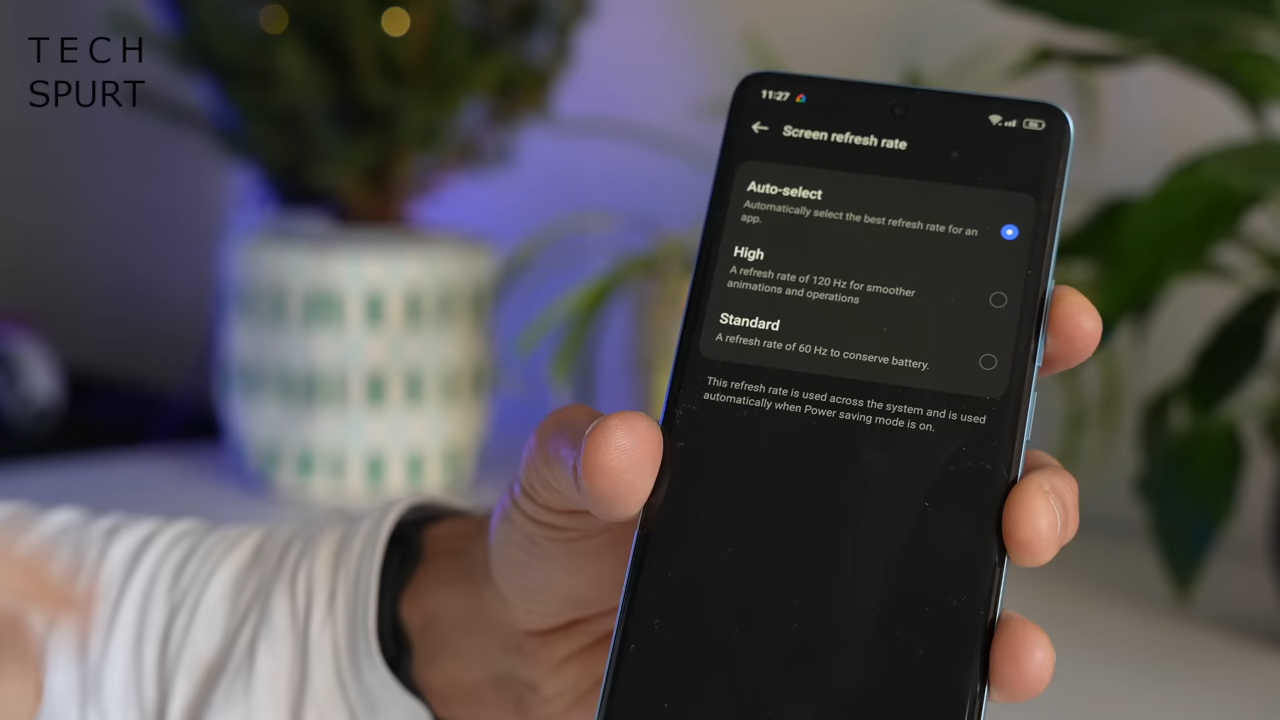 TECH
SPURT
11:27
Screen refresh rate
Auto-select
Automatically select the best refresh rate for an
app.
High
A refresh rate of 120 Hz for smoother
animations and operations
Standard
A refresh rate of 60 Hz to conserve battery.
This refresh rate is used across the system and is used
automatically when Power saving mode is on.